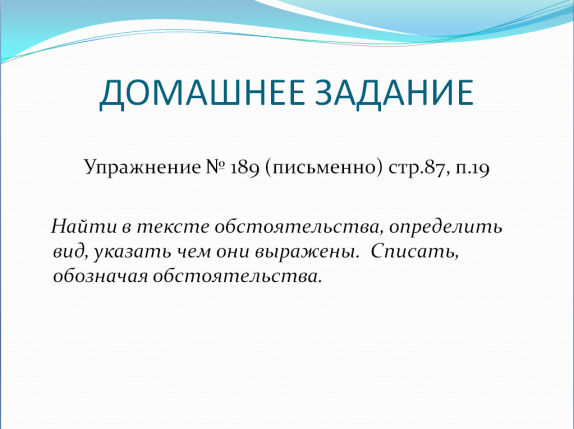 ДОМАШНЕЕ ЗАДАНИЕ
Упражнение № 189 (письменно) стр.87, п.19
Найти в тексте обстоятельства, определить
вид, указать чем они выражены.  Списать,
обозначая обстоятельства.